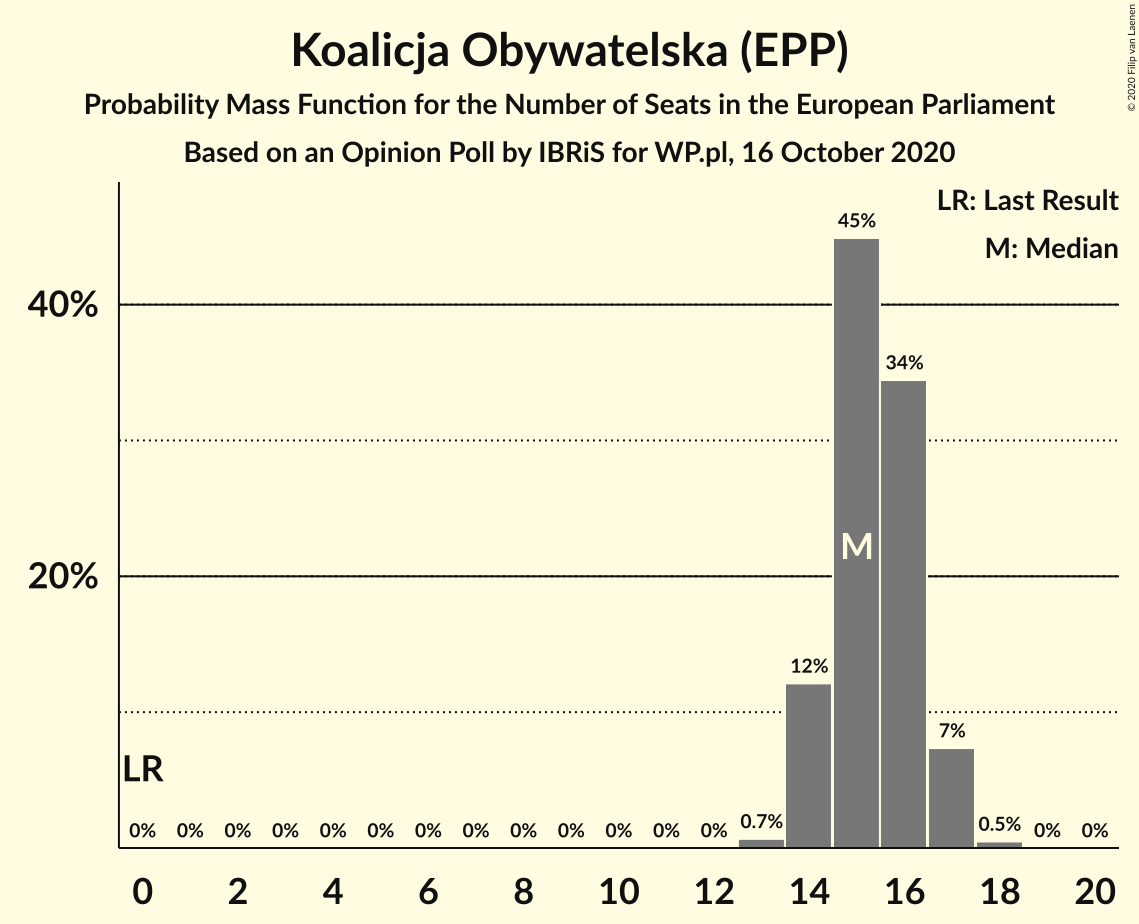 Koalicja Obywatelska (EPP)
Probability Mass Function for the Number of Seats in the European Parliament
Based on an Opinion Poll by IBRiS for WP.pl, 16 October 2020
© 2020 Filip van Laenen
LR: Last Result
M: Median
45%
40%
34%
M
20%
12%
7%
LR
0% 0% 0% 0% 0% 0% 0% 0% 0% 0% 0% 0% 0% 0.7% 0.5% 0% 0%
0 2 4 6 8 10 12 14 16 18 20